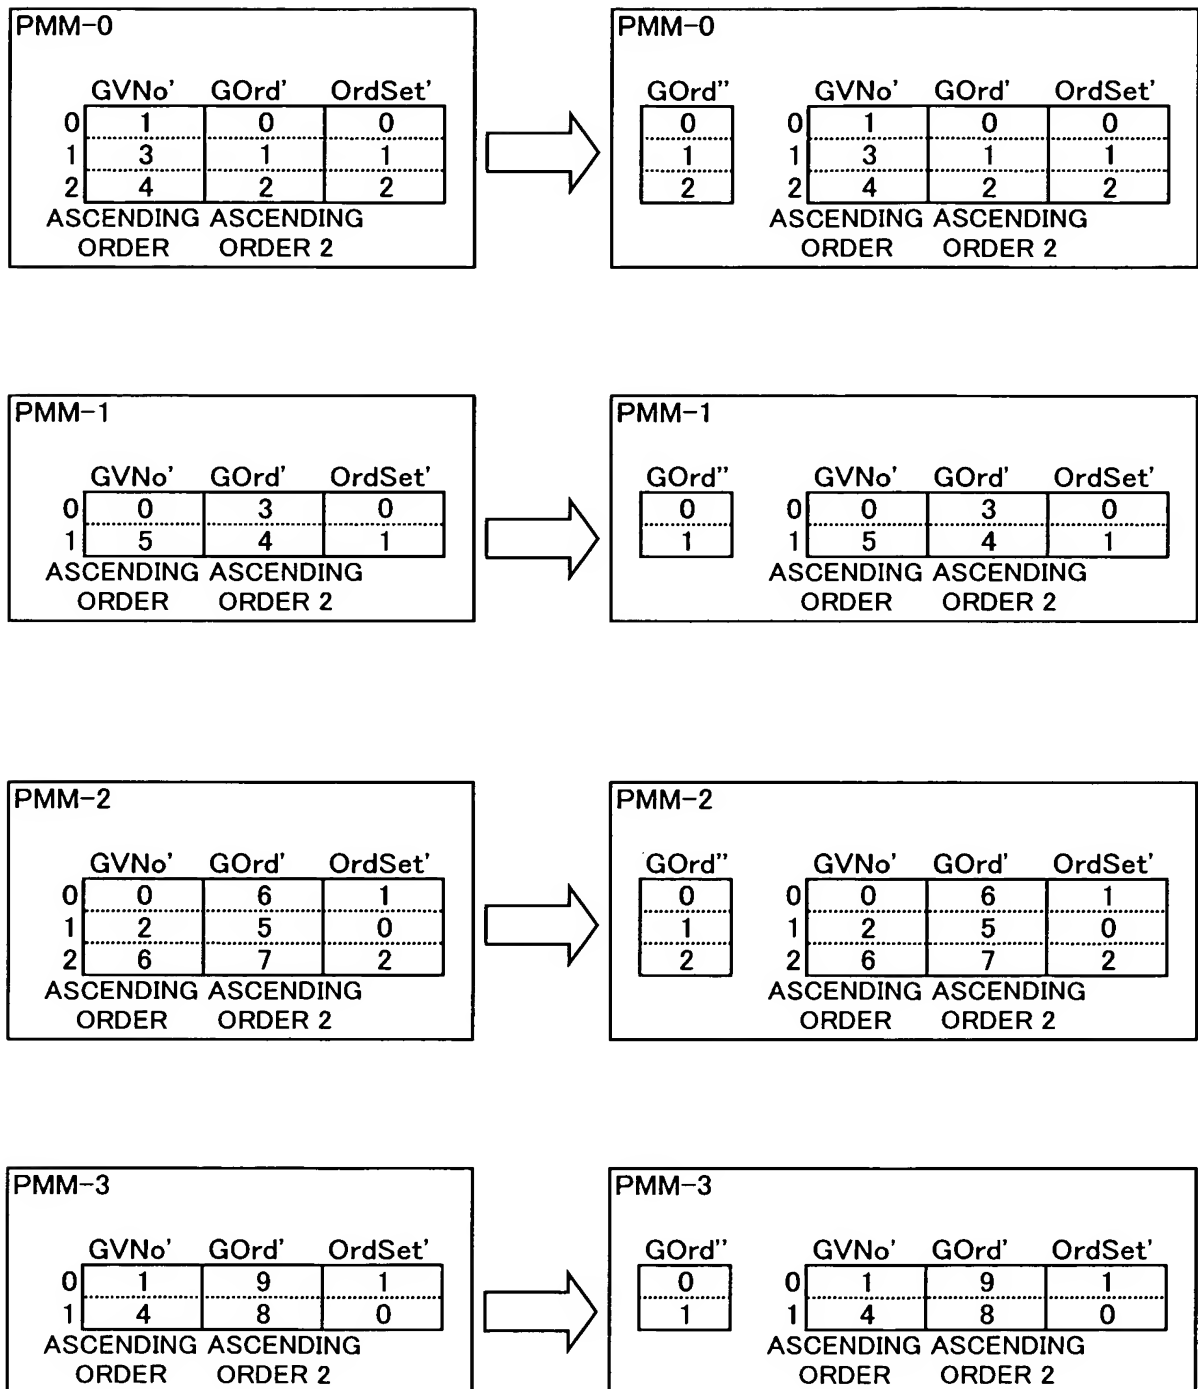 PMM-0
GVNo' GOrd' OrdSet'
0 1 0 0
1 3 1 1
2 4 2 2
ASCENDING ASCENDING
ORDER ORDER 2
PMM-0
GOrd" GVNo' GOrd' OrdSet'
0 0 1 0 0
1 1 3 1 1
2 2 4 2 2
ASCENDING ASCENDING
ORDER ORDER 2
PMM-1
GVNo' GOrd' OrdSet'
0 0 3 0
1 5 4 1
ASCENDING ASCENDING
ORDER ORDER 2
PMM-1
GOrd" GVNo' GOrd' OrdSet'
0 0 0 3 0
1 1 5 4 1
ASCENDING ASCENDING
ORDER ORDER 2
PMM-2
GVNo' GOrd' OrdSet'
0 0 6 1
1 2 5 0
2 6 7 2
ASCENDING ASCENDING
ORDER ORDER 2
PMM-2
GOrd" GVNo' GOrd' OrdSet'
0 0 0 6 1
1 1 2 5 0
2 2 6 7 2
ASCENDING ASCENDING
ORDER ORDER 2
PMM-3
GVNo' GOrd' OrdSet'
0 1 9 1
1 4 8 0
ASCENDING ASCENDING
ORDER ORDER 2
PMM-3
GOrd" GVNo' GOrd' OrdSet'
0 0 1 9 1
1 1 4 8 0
ASCENDING ASCENDING
ORDER ORDER 2